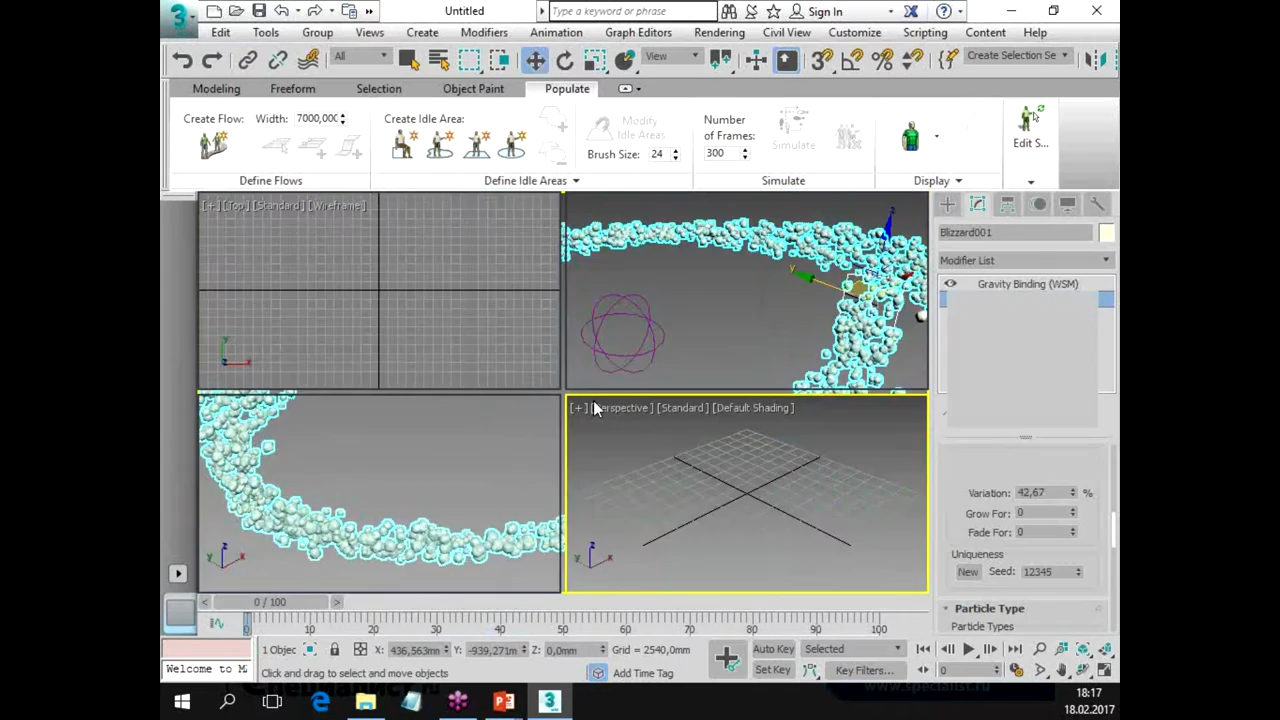 3 Untitled Type a keyword or phrase Sign In
Edit Tools Group Views Create Modifiers Animation Graph Editors Rendering Civil View Customize Scripting Content Help
All View Create Selection Se
Modeling Freeform Selection Object Paint Populate
Create Flow: Width: 7000,000 Create Idle Area: Modify Idle Areas Number of Frames: Simulate Edit S...
Brush Size: 24 300
Define Flows Define Idle Areas Simulate Display
[+] [Top] [Standard] [Wireframe]
Blizzard001
Modifier List
Gravity Binding (WSM)
[+] [Perspective] [Standard] [Default Shading]
Variation: 42,67 %
Grow For: 0
Fade For: 0
Uniqueness
New Seed: 12345
Particle Type
Particle Types
0 / 100
10 20 30 40 50 60 70 80 90 100
1 Objec X: 436,563mm Y: -939,271m Z: 0,0mm Grid = 2540,0mm Auto Key Selected
Welcome to M Click and drag to select and move objects Add Time Tag Set Key Key Filters... 0
www.specialist.ru
18:17
18.02.2017